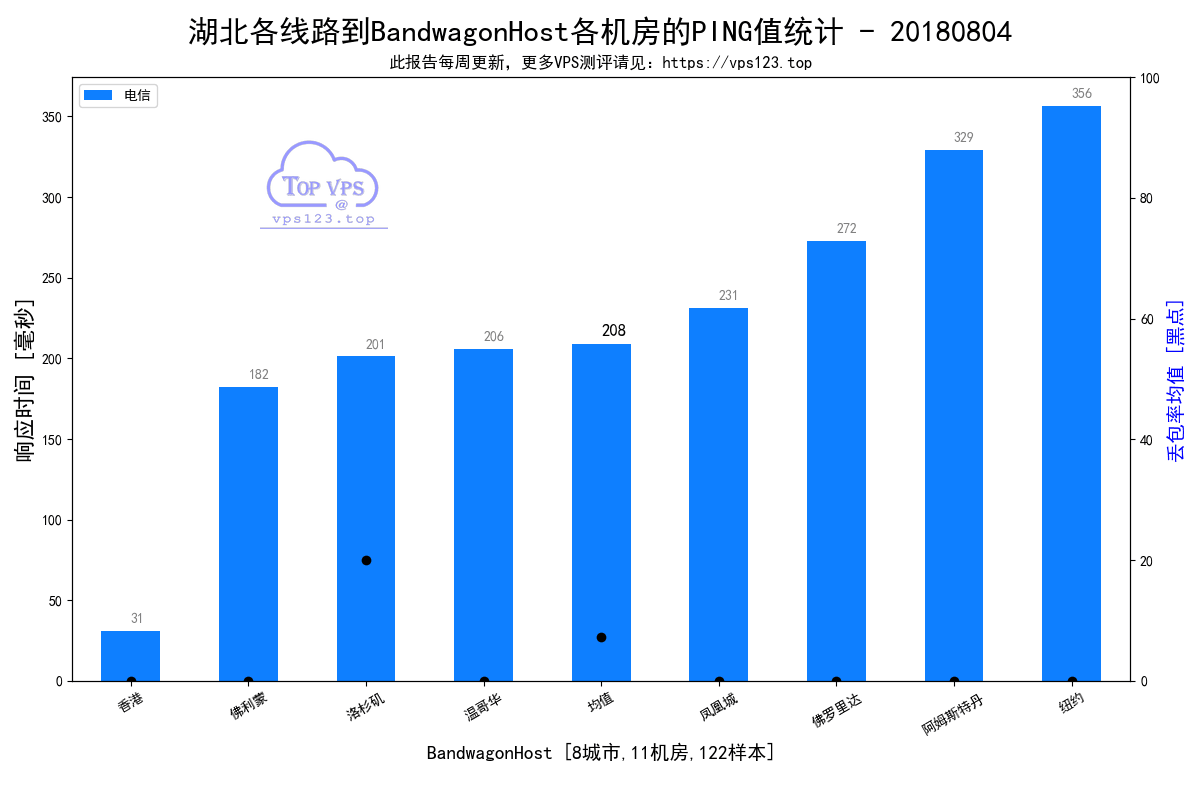 湖北各线路到BandwagonHost各机房的PING值统计 - 20180804
此报告每周更新，更多VPS测评请见：https://vps123.top
电信
TOP VPS
@
vps123.top
响应时间 [毫秒]
350
300
250
200
150
100
50
0
31
182
201
206
208
231
272
329
356
100
80
60
40
20
0
丢包率均值 [黑点]
香港
佛利蒙
洛杉矶
温哥华
均值
凤凰城
佛罗里达
阿姆斯特丹
纽约
BandwagonHost [8城市,11机房,122样本]